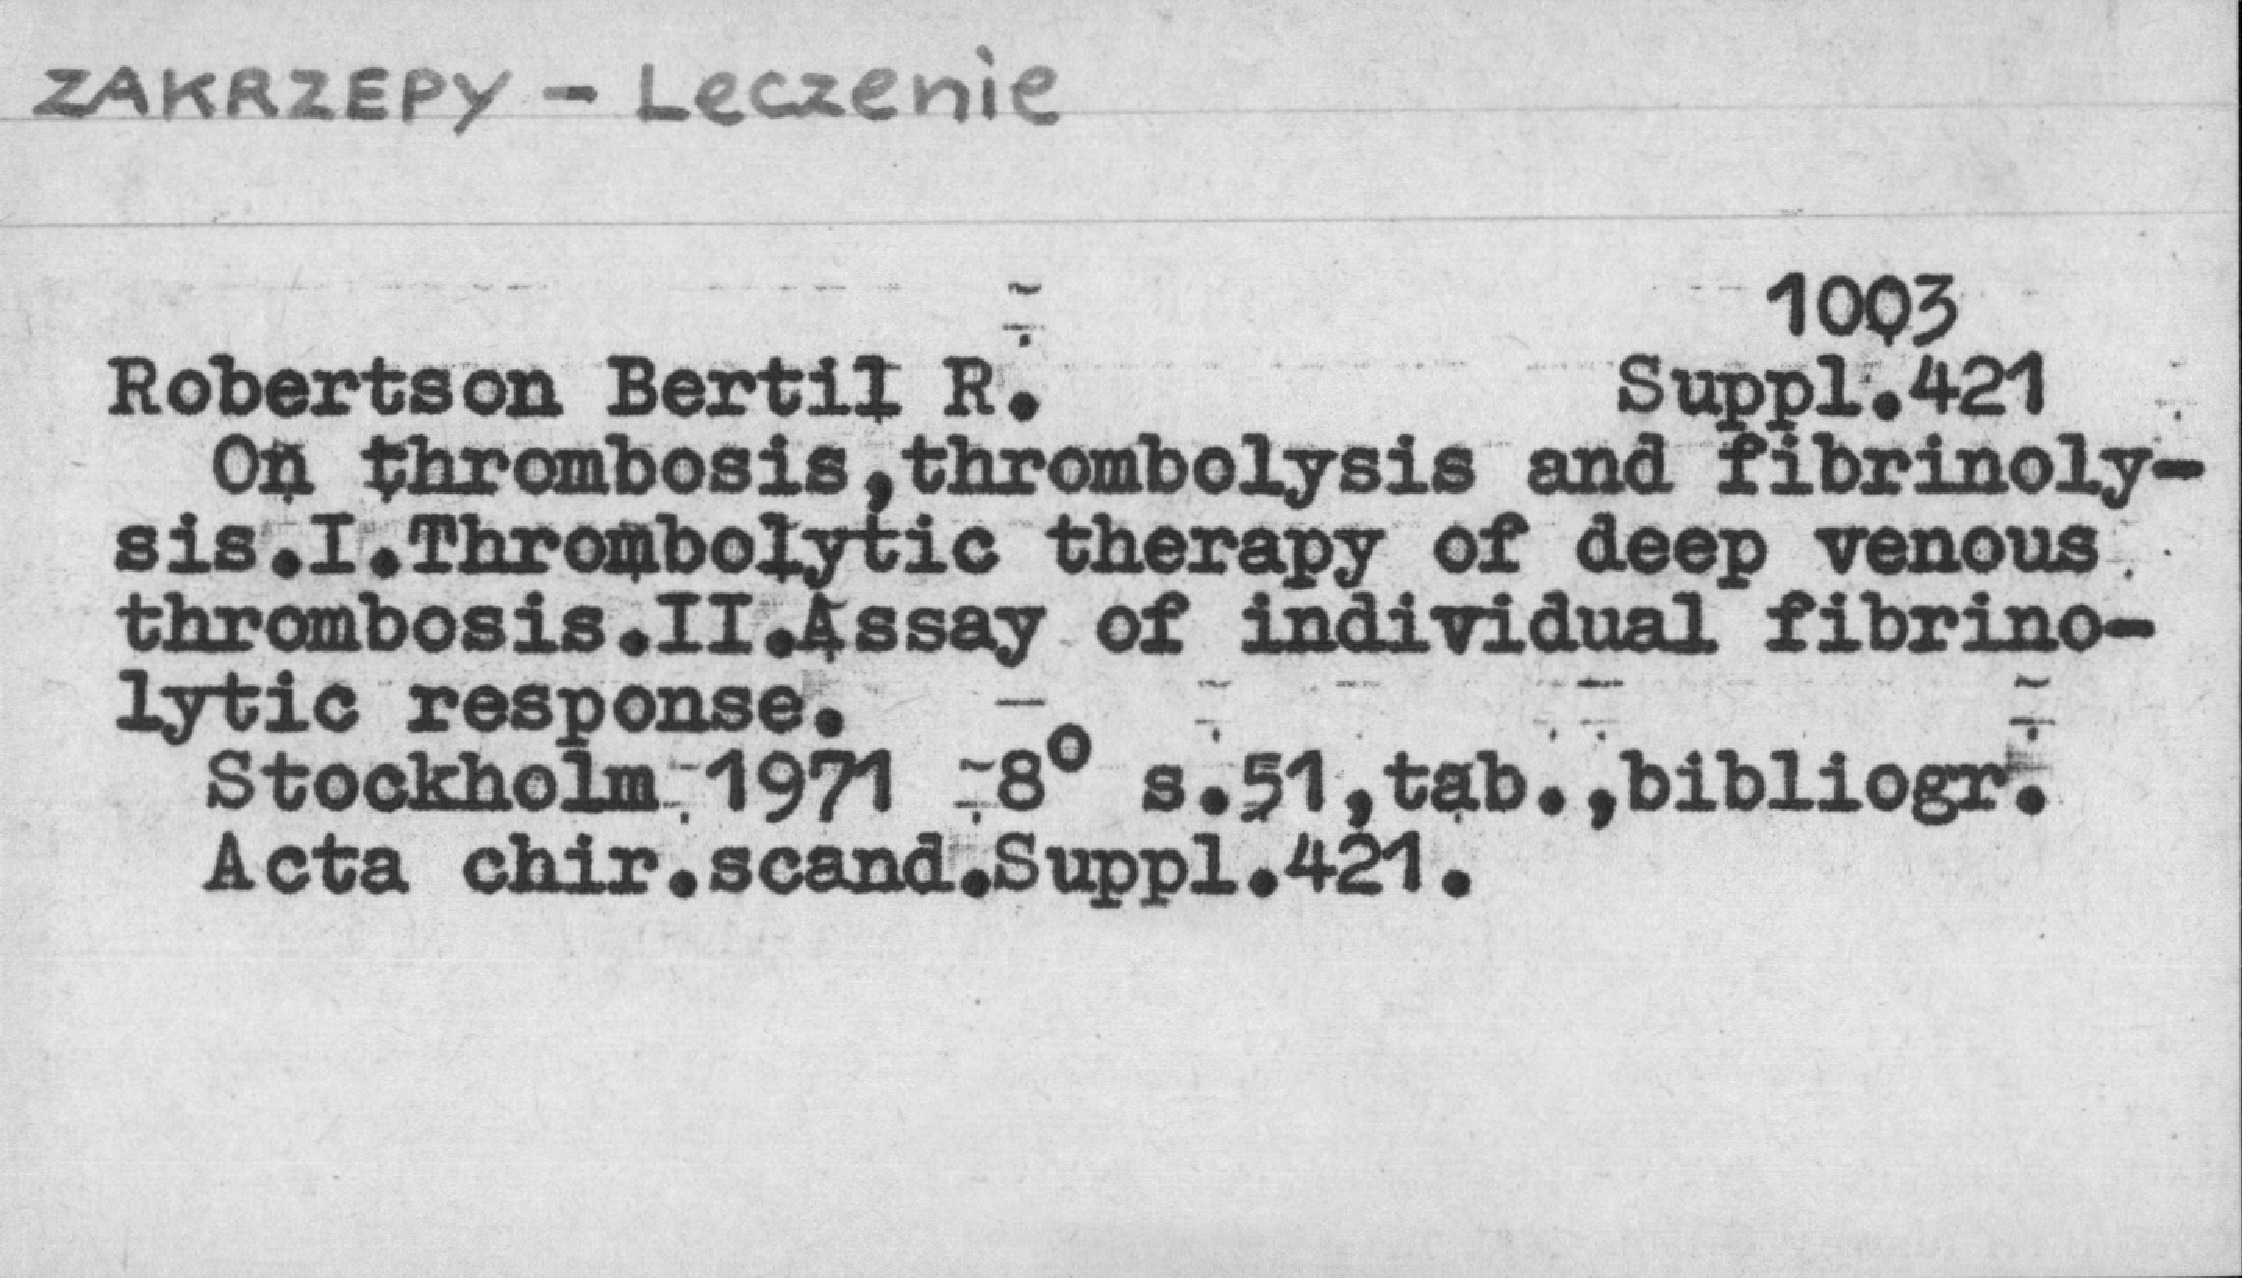 ZAKRZEPY - Leczenie
1003
Robertson Bertil R. Suppl.421
On thrombosis,thrombolysis and fibrinoly-
sis.I.Thrombolytic therapy of deep venous
thrombosis.II.Assay of individual fibrino-
lytic response.
Stockholm 1971 8° s.51,tab.,bibliogr.
Acta chir.scand.Suppl.421.